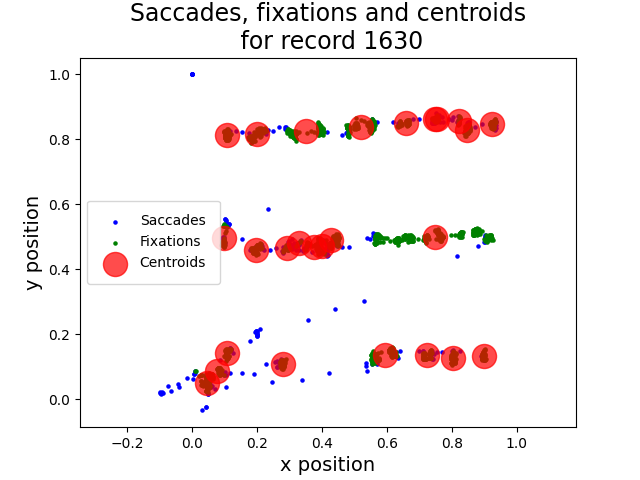 Saccades, fixations and centroids
for record 1630
1.0
0.8
0.6
0.4
0.2
0.0
y position
Saccades
Fixations
Centroids
−0.2
0.0
0.2
0.4
0.6
0.8
1.0
x position